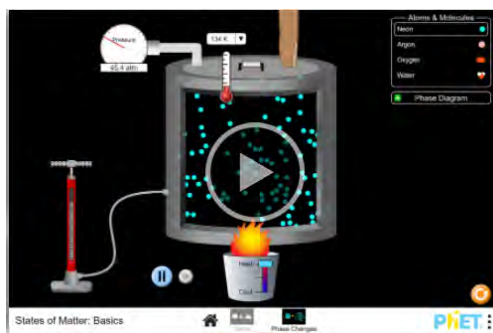 Atoms & Molecules
Neon
Argon
Oxygen
Water
Phase Diagram
Pressure
45.4 atm
134 K
Heat
Cool
States of Matter: Basics
Phase Changes
PhET